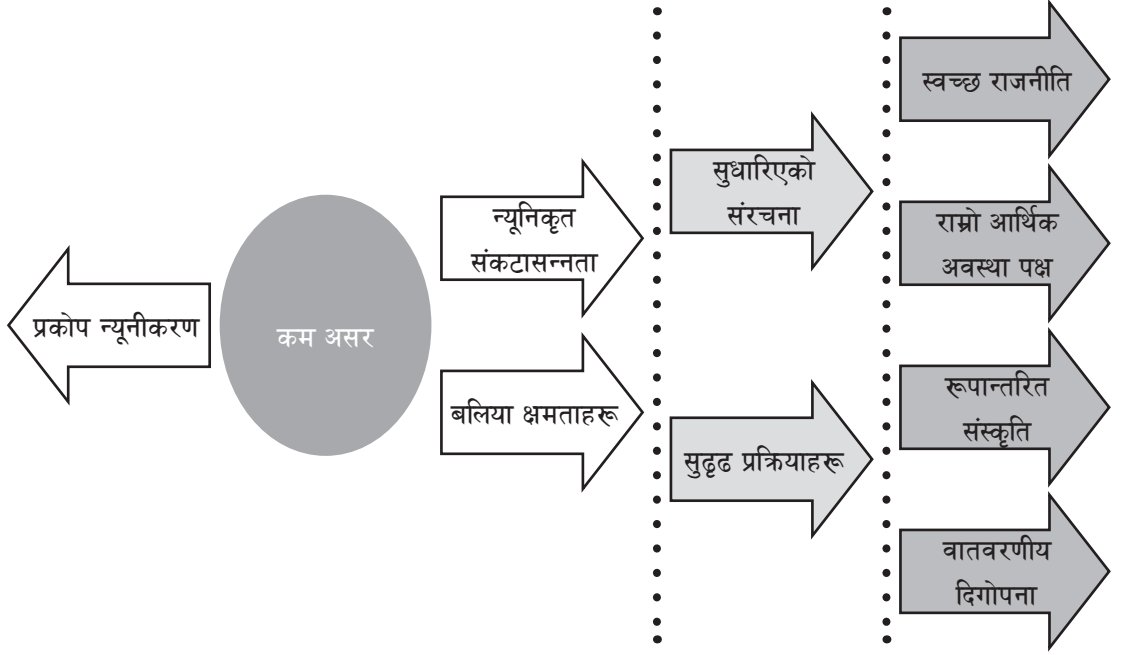 प्रकोप न्यूनीकरण
कम असर
न्यूनिकृत
संकटासन्नता
बलिया क्षमताहरू
सुधारिएको
संरचना
सुढृढ प्रक्रियाहरू
स्वच्छ राजनीति
राम्रो आर्थिक
अवस्था पक्ष
रूपान्तरित
संस्कृति
वातवरणीय
दिगोपना